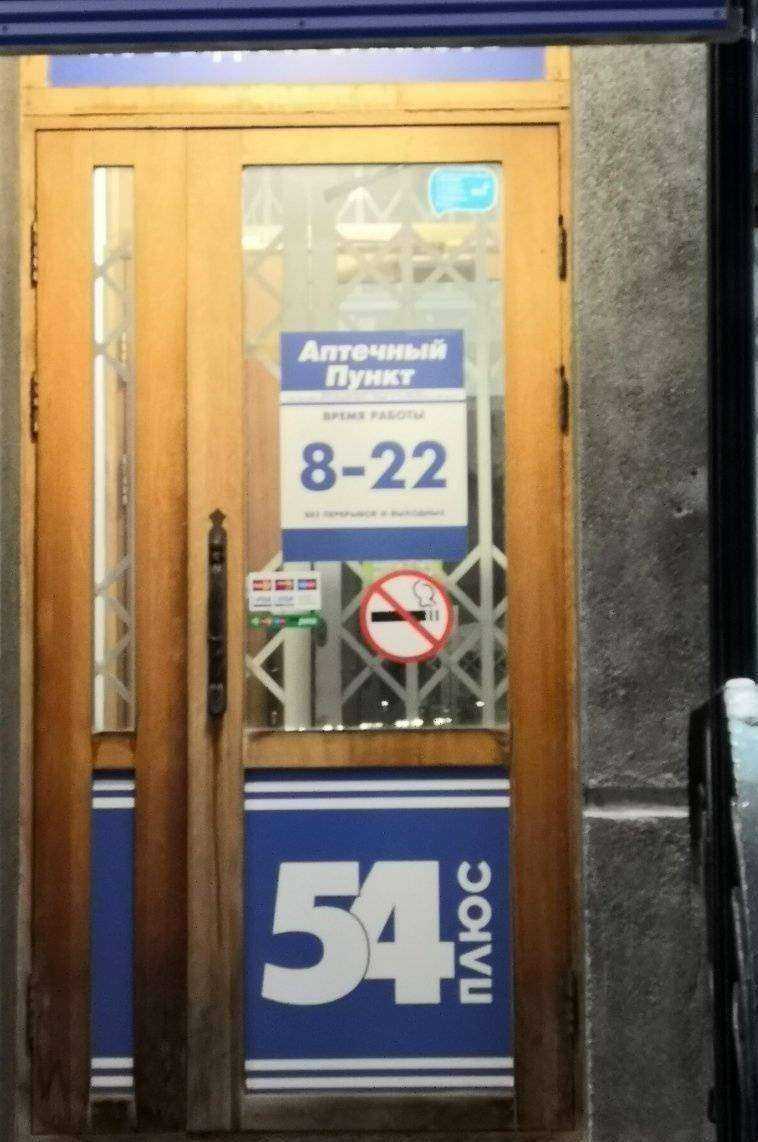 Аптечный
Пункт
ВРЕМЯ РАБОТЫ
8-22
БЕЗ ПЕРЕРЫВОВ И ВЫХОДНЫХ
54
ПЛЮС